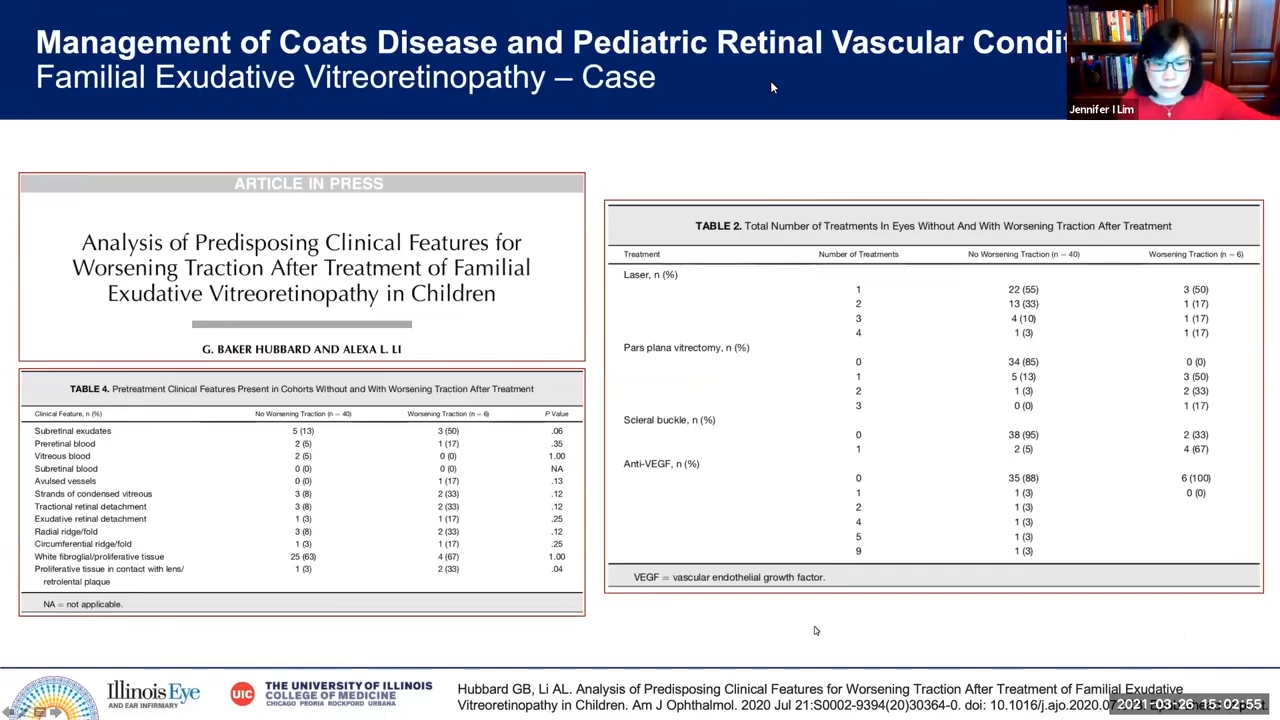 Management of Coats Disease and Pediatric Retinal Vascular
Familial Exudative Vitreoretinopathy – Case
Jennifer I Lim
ARTICLE IN PRESS
Analysis of Predisposing Clinical Features for
Worsening Traction After Treatment of Familial
Exudative Vitreoretinopathy in Children
G. BAKER HUBBARD AND ALEXA L. LI
TABLE 4. Pretreatment Clinical Features Present in Cohorts Without and With Worsening Traction After Treatment
Clinical Feature, n (%) No Worsening Traction (n = 40) Worsening Traction (n = 6) P Value
Subretinal exudates 5 (13) 3 (50) .06
Preretinal blood 2 (5) 1 (17) .35
Vitreous blood 2 (5) 0 (0) 1.00
Subretinal blood 0 (0) 0 (0) NA
Avulsed vessels 0 (0) 1 (17) .13
Strands of condensed vitreous 3 (8) 2 (33) .12
Tractional retinal detachment 3 (8) 2 (33) .12
Exudative retinal detachment 1 (3) 1 (17) .25
Radial ridge/fold 3 (8) 2 (33) .12
Circumferential ridge/fold 1 (3) 1 (17) .25
White fibroglial/proliferative tissue 25 (63) 4 (67) 1.00
Proliferative tissue in contact with lens/ 1 (3) 2 (33) .04
retrolental plaque
NA = not applicable.
TABLE 2. Total Number of Treatments In Eyes Without And With Worsening Traction After Treatment
Treatment Number of Treatments No Worsening Traction (n = 40) Worsening Traction (n = 6)
Laser, n (%)
1 22 (55) 3 (50)
2 13 (33) 1 (17)
3 4 (10) 1 (17)
4 1 (3) 1 (17)
Pars plana vitrectomy, n (%)
0 34 (85) 0 (0)
1 5 (13) 3 (50)
2 1 (3) 2 (33)
3 0 (0) 1 (17)
Scleral buckle, n (%)
0 38 (95) 2 (33)
1 2 (5) 4 (67)
Anti-VEGF, n (%)
0 35 (88) 6 (100)
1 1 (3) 0 (0)
2 1 (3)
4 1 (3)
5 1 (3)
9 1 (3)
VEGF = vascular endothelial growth factor.
Illinois Eye
AND EAR INFIRMARY
UIC
THE UNIVERSITY OF ILLINOIS
COLLEGE OF MEDICINE
CHICAGO PEORIA ROCKFORD URBANA
Hubbard GB, Li AL. Analysis of Predisposing Clinical Features for Worsening Traction After Treatment of Familial Exudative
Vitreoretinopathy in Children. Am J Ophthalmol. 2020 Jul 21:S0002-9394(20)30364-0. doi: 10.1016/j.ajo.2020.07
2021-03-26 15:02:55